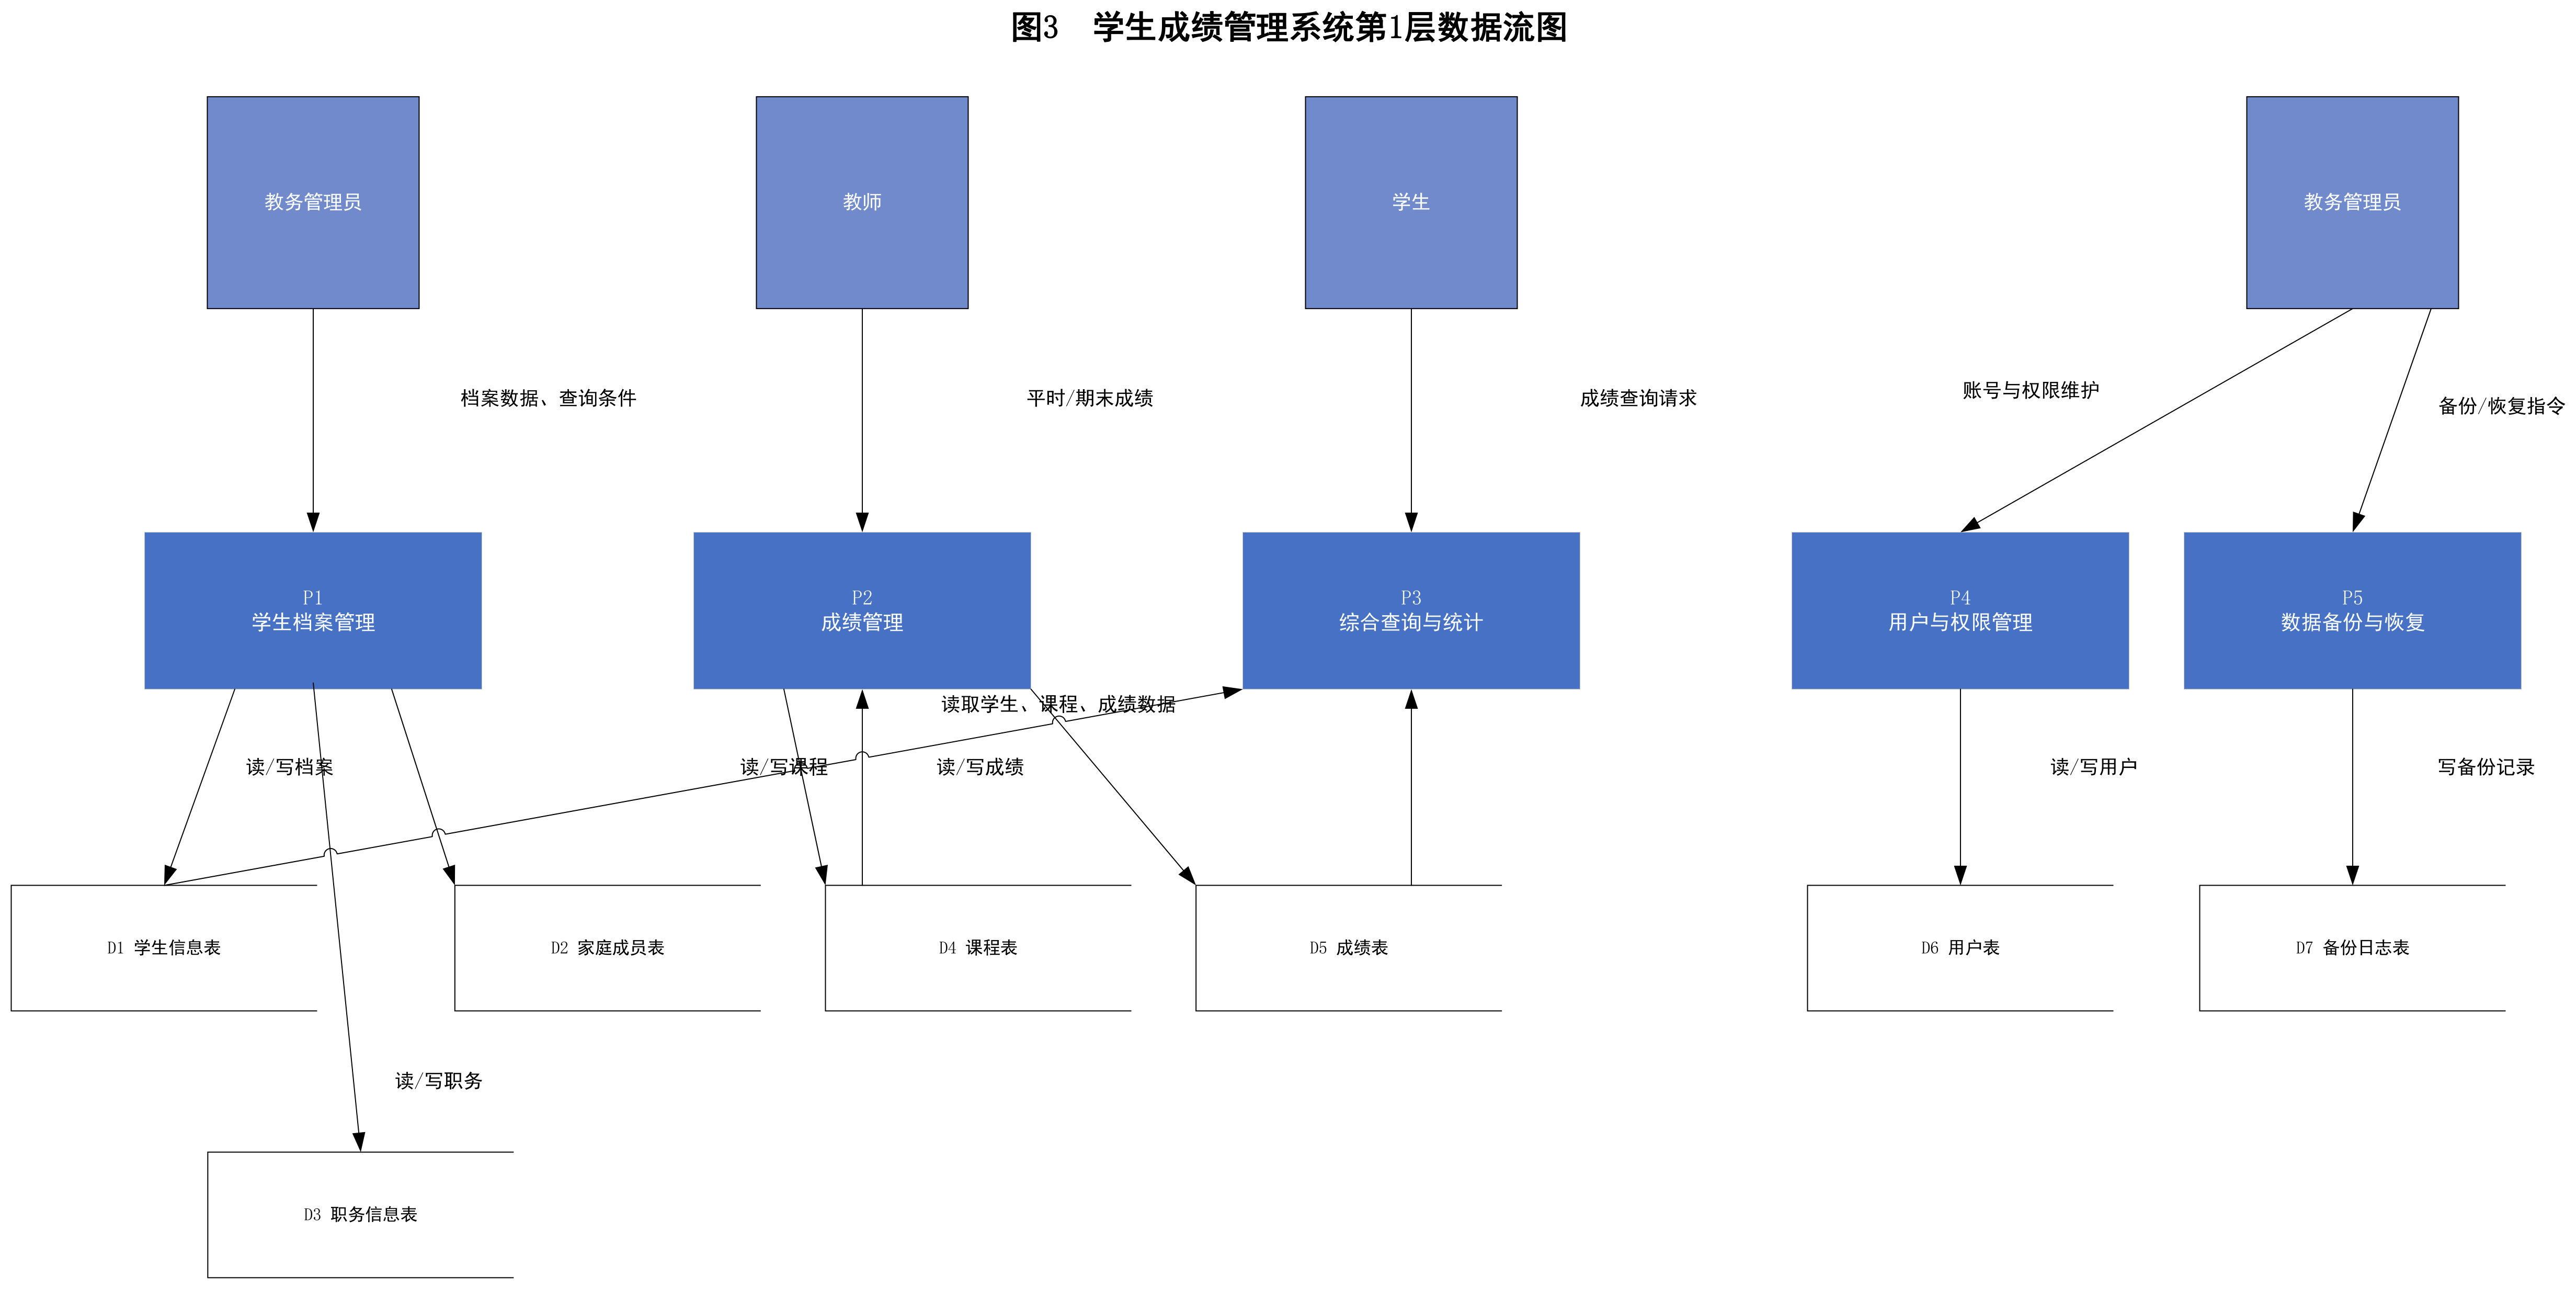 图3　学生成绩管理系统第1层数据流图
教务管理员
教师
学生
教务管理员
档案数据、查询条件
平时/期末成绩
成绩查询请求
账号与权限维护
备份/恢复指令
P1
学生档案管理
P2
成绩管理
P3
综合查询与统计
P4
用户与权限管理
P5
数据备份与恢复
读取学生、课程、成绩数据
读/写档案
读/写课程
读/写成绩
读/写用户
写备份记录
D1 学生信息表
D2 家庭成员表
D4 课程表
D5 成绩表
D6 用户表
D7 备份日志表
读/写职务
D3 职务信息表